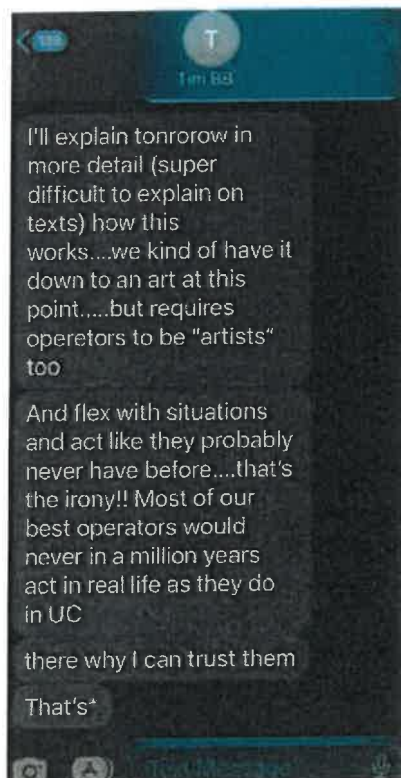 T
I'll explain tonrorow in
more detail (super
difficult to explain on
texts) how this
works....we kind of have it
down to an art at this
point.....but requires
operetors to be "artists"
too
And flex with situations
and act like they probably
never have before....that's
the irony!! Most of our
best operators would
never in a million years
act in real life as they do
in UC
there why I can trust them
That's*
Text Message